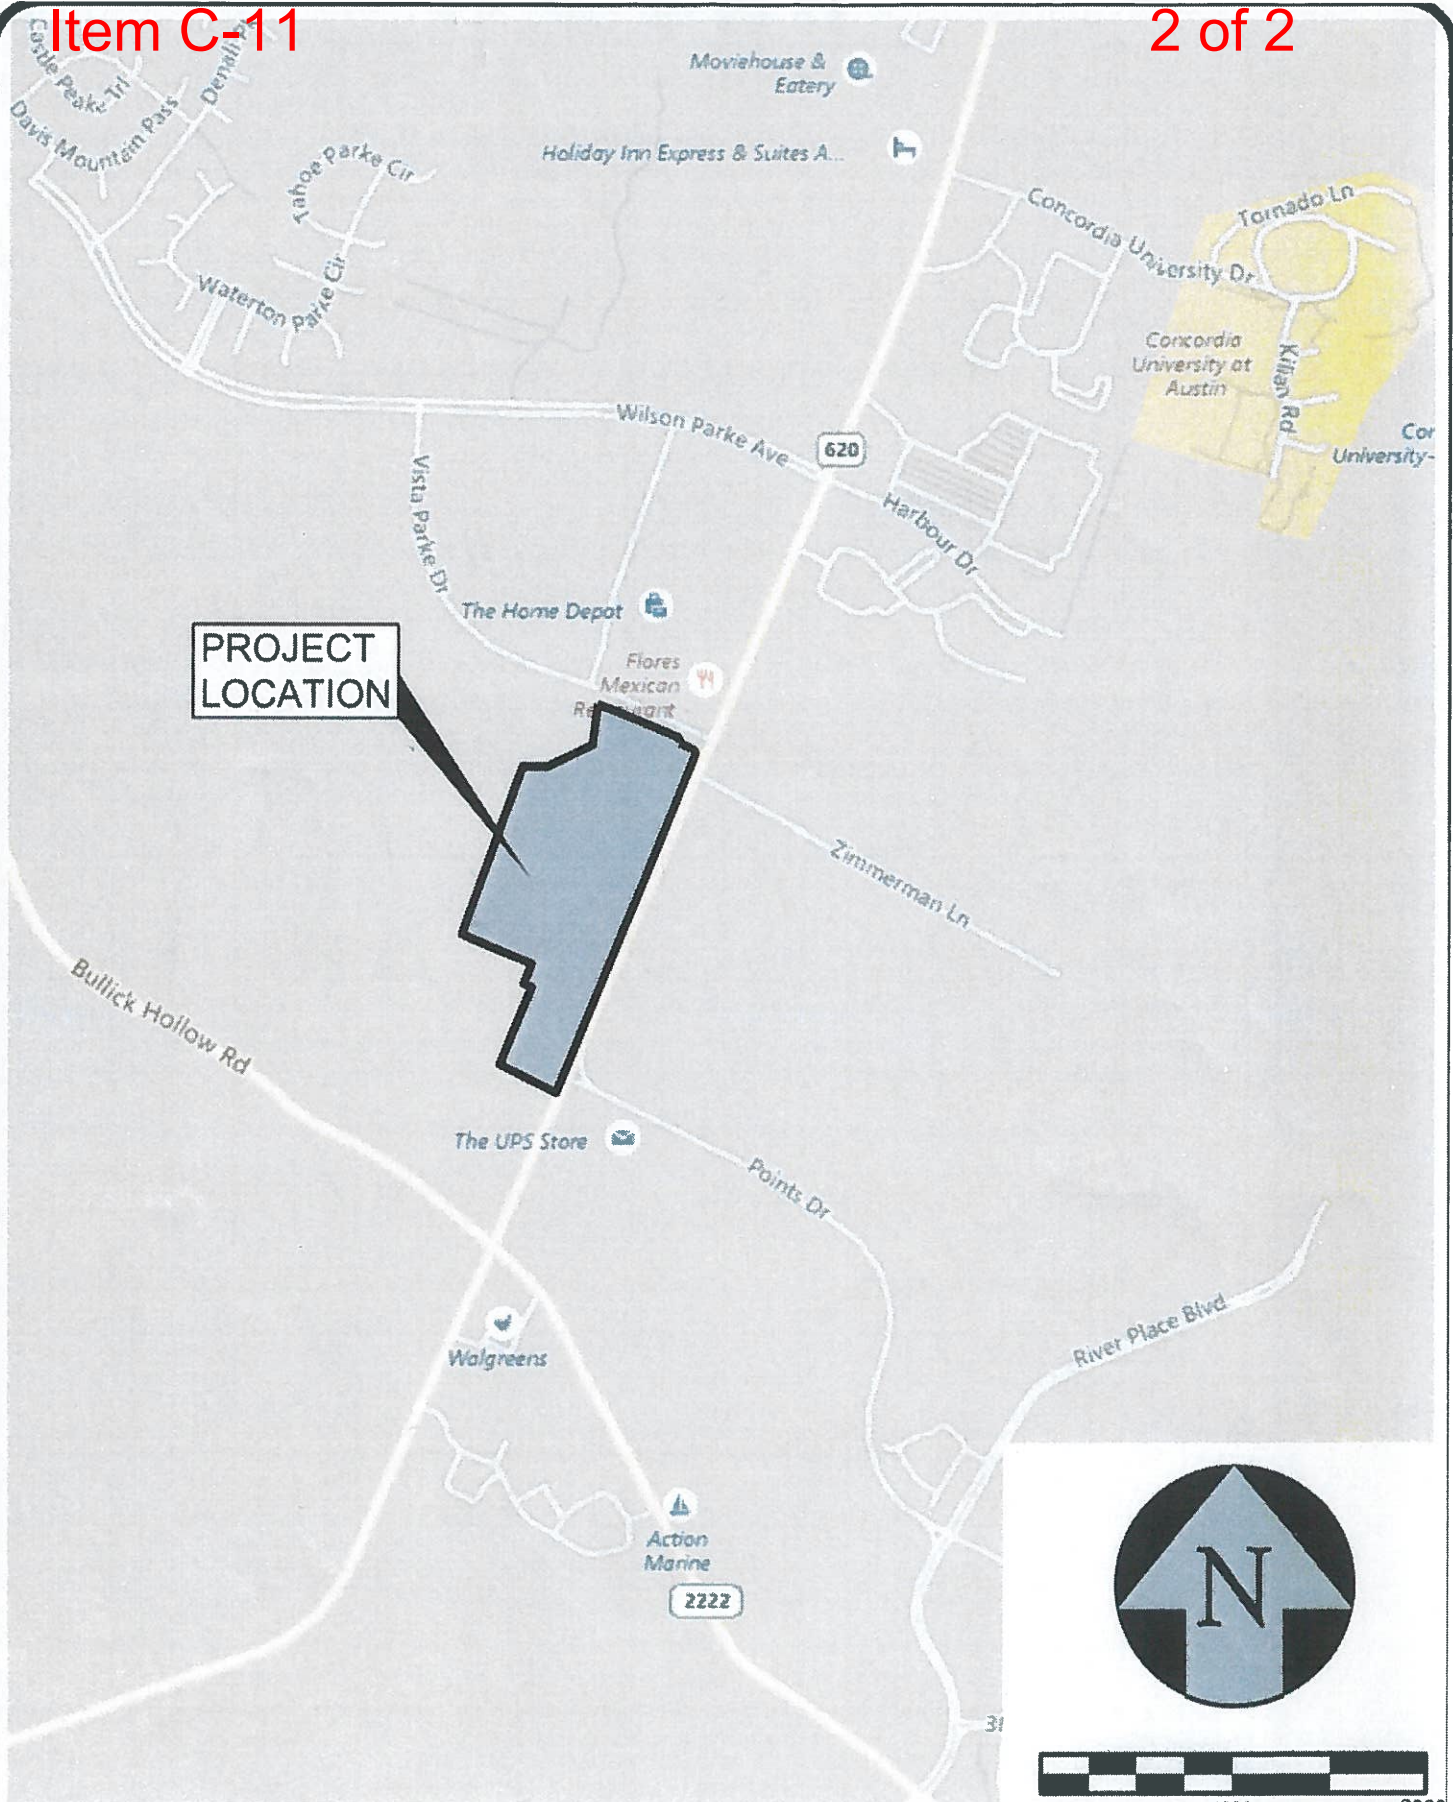 Item C-11
2 of 2
Castle Peake Trl
Denali Pk
Davis Mountain Pass
Tahoe Parke Cir
Waterton Parke Cir
Moviehouse &
Eatery
Holiday Inn Express & Suites A...
Concordia University Dr
Tornado Ln
Concordia
University at
Austin
Kilian Rd
University-
Wilson Parke Ave
620
Vista Parke Dr
Harbour Dr
The Home Depot
PROJECT
LOCATION
Flores
Mexican
Zimmerman Ln
Bullick Hollow Rd
The UPS Store
Points Dr
River Place Blvd
Walgreens
Action
Marine
2222
N